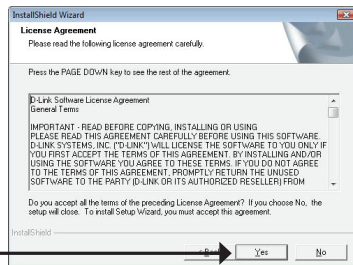 InstallShield Wizard
License Agreement
Please read the following license agreement carefully.
Press the PAGE DOWN key to see the rest of the agreement.
D-Link Software License Agreement
General Terms
IMPORTANT - READ BEFORE COPYING, INSTALLING OR USING
PLEASE READ THIS AGREEMENT CAREFULLY BEFORE USING THIS SOFTWARE.
D-LINK SYSTEMS, INC. ("D-LINK") WILL LICENSE THE SOFTWARE TO YOU ONLY IF
YOU FIRST ACCEPT THE TERMS OF THIS AGREEMENT. BY INSTALLING AND/OR
USING THE SOFTWARE YOU AGREE TO THESE TERMS. IF YOU DO NOT AGREE
TO THE TERMS OF THIS AGREEMENT, PROMPTLY RETURN THE UNUSED
SOFTWARE TO THE PARTY (D-LINK OR ITS AUTHORIZED RESELLER) FROM
Do you accept all the terms of the preceding License Agreement? If you choose No, the
setup will close. To install Setup Wizard, you must accept this agreement.
InstallShield
Yes No